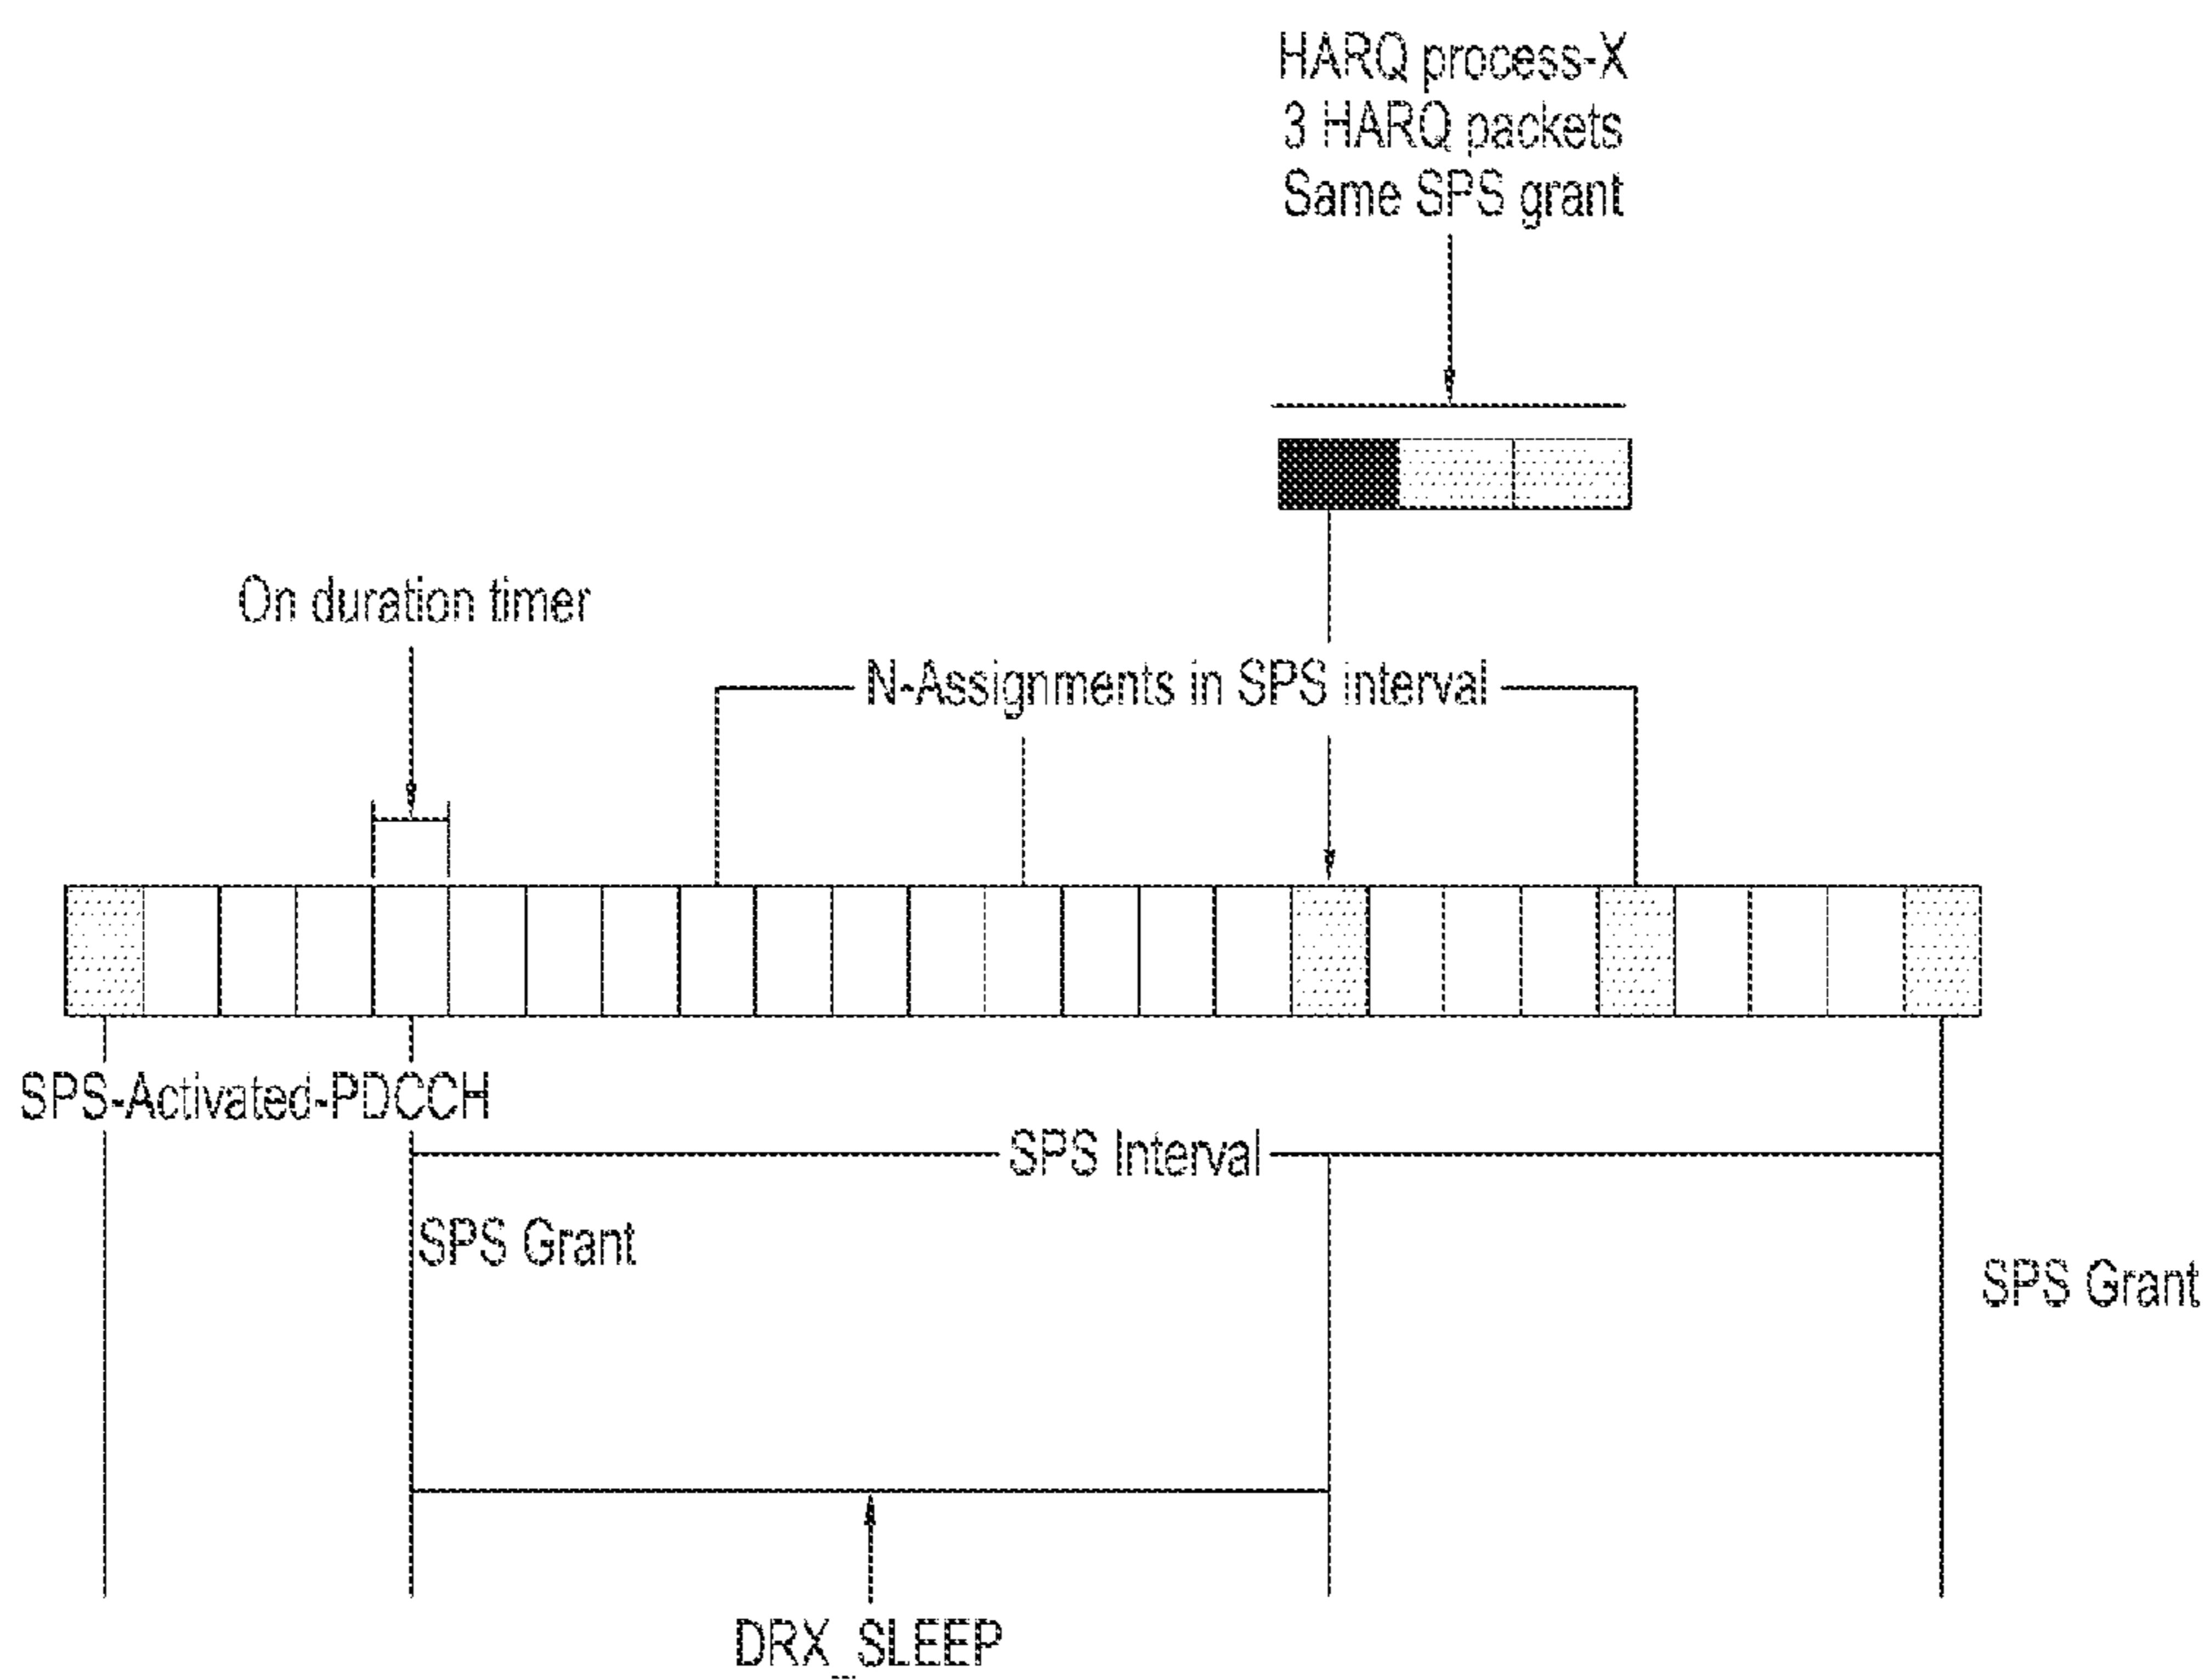 HARQ process-X
3 HARQ packets
Same SPS grant
On duration timer
N-Assignments in SPS interval
SPS-Activated-PDCCH
SPS Interval
SPS Grant
SPS Grant
DRX_SLEEP